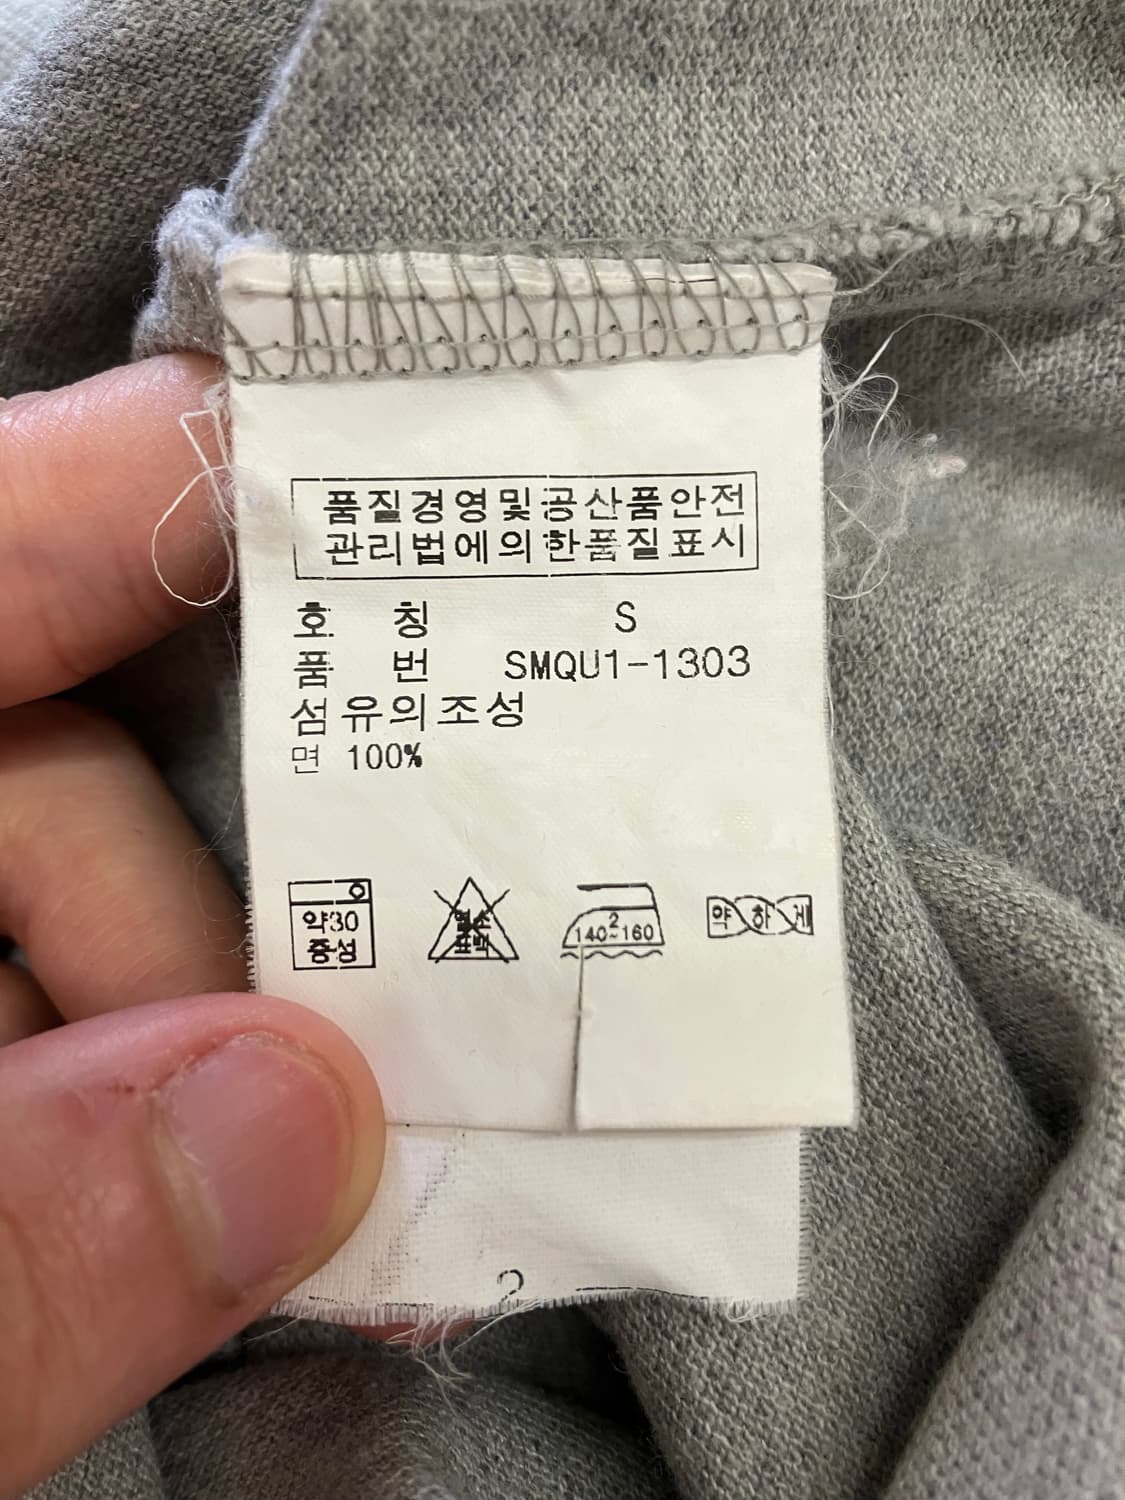 품질경영및공산품안전
관리법에의한품질표시
호 칭 S
품 번 SMQU1-1303
섬유의조성
면 100%
약30
중성
염소
표백
2
140~160
약하게
2